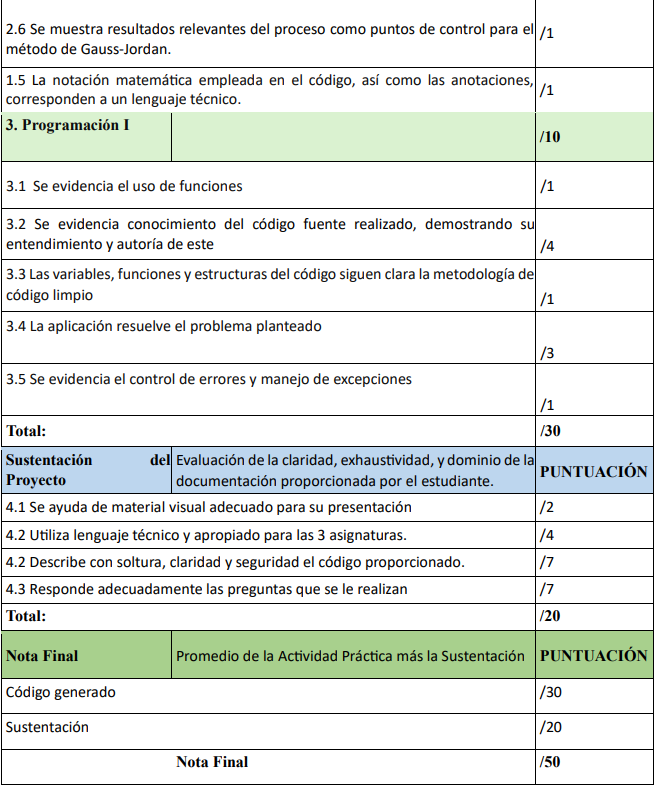 2.6 Se muestra resultados relevantes del proceso como puntos de control para el
método de Gauss-Jordan.
/1
1.5 La notación matemática empleada en el código, así como las anotaciones,
corresponden a un lenguaje técnico.
/1
3. Programación I
/10
3.1 Se evidencia el uso de funciones
/1
3.2 Se evidencia conocimiento del código fuente realizado, demostrando su
entendimiento y autoría de este
/4
3.3 Las variables, funciones y estructuras del código siguen clara la metodología de
código limpio
/1
3.4 La aplicación resuelve el problema planteado
/3
3.5 Se evidencia el control de errores y manejo de excepciones
/1
Total:
/30
Sustentación del
Proyecto
Evaluación de la claridad, exhaustividad, y dominio de la
documentación proporcionada por el estudiante.
PUNTUACIÓN
4.1 Se ayuda de material visual adecuado para su presentación
/2
4.2 Utiliza lenguaje técnico y apropiado para las 3 asignaturas.
/4
4.2 Describe con soltura, claridad y seguridad el código proporcionado.
/7
4.3 Responde adecuadamente las preguntas que se le realizan
/7
Total:
/20
Nota Final
Promedio de la Actividad Práctica más la Sustentación
PUNTUACIÓN
Código generado
/30
Sustentación
/20
Nota Final
/50